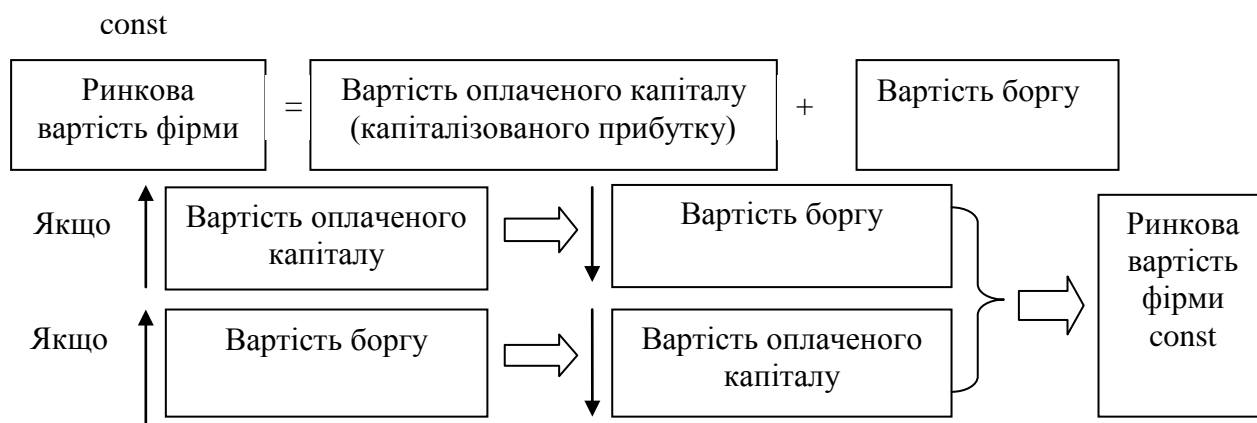 const
Ринкова
вартість фірми
=
Вартість оплаченого капіталу
(капіталізованого прибутку)
+
Вартість боргу
Якщо
Вартість оплаченого
капіталу
Вартість боргу
Якщо
Вартість боргу
Вартість оплаченого
капіталу
Ринкова
вартість
фірми
const